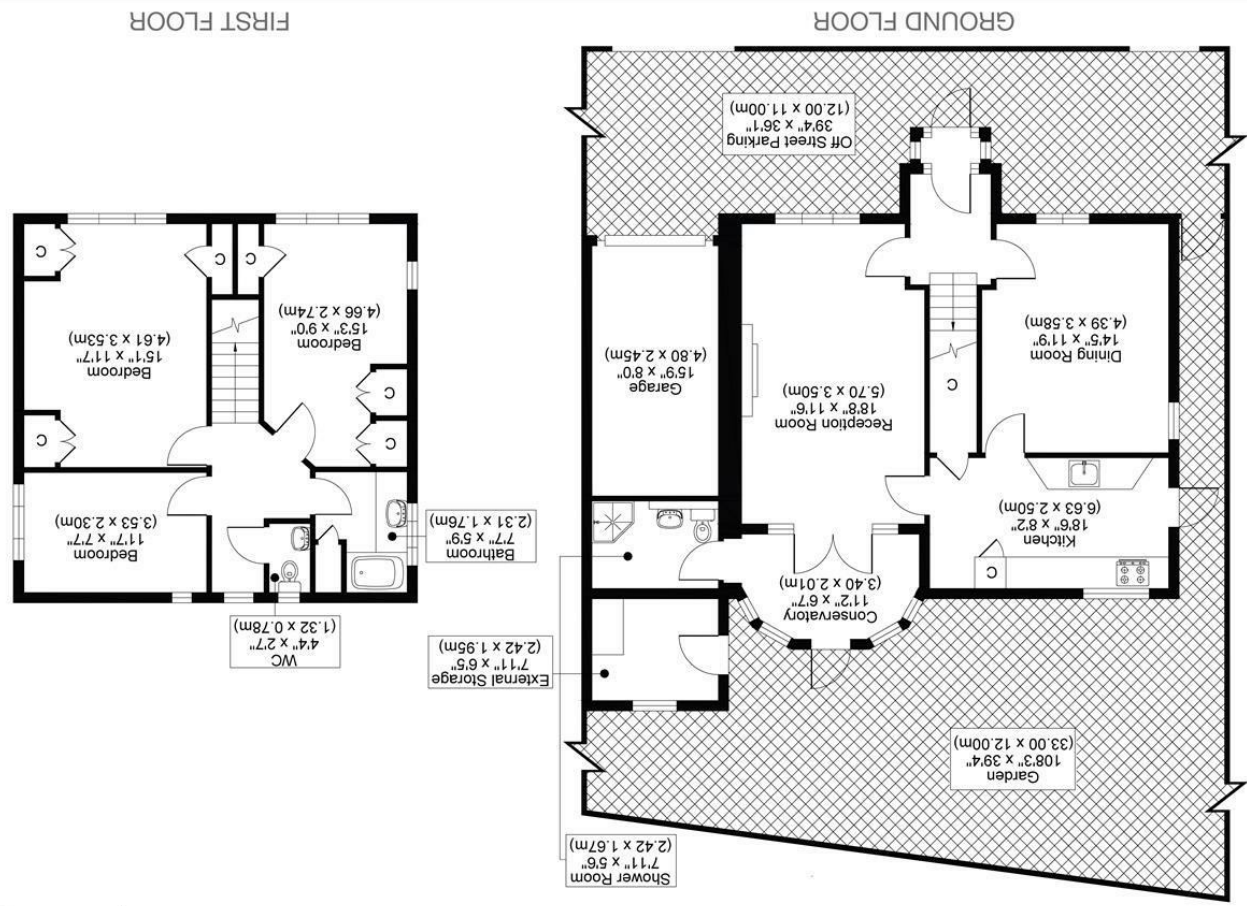 Shower Room
7'11" x 5'6"
(2.42 x 1.67m)
Garden
108'3" x 39'4"
(33.00 x 12.00m)
External Storage
7'11" x 6'5"
(2.42 x 1.95m)
Conservatory
11'2" x 6'7"
(3.40 x 2.01m)
C
Kitchen
18'6" x 8'2"
(6.63 x 2.50m)
Reception Room
18'8" x 11'6"
(5.70 x 3.50m)
C
Garage
15'9" x 8'0"
(4.80 x 2.45m)
Dining Room
14'5" x 11'9"
(4.39 x 3.58m)
Off Street Parking
39'4" x 36'1"
(12.00 x 11.00m)
GROUND FLOOR
WC
4'4" x 2'7"
(1.32 x 0.78m)
Bathroom
7'7" x 5'9"
(2.31 x 1.76m)
Bedroom
11'7" x 7'7"
(3.53 x 2.30m)
C
C
C
Bedroom
15'1" x 11'7"
(4.61 x 3.53m)
Bedroom
15'3" x 9'0"
(4.66 x 2.74m)
C
C
C
FIRST FLOOR